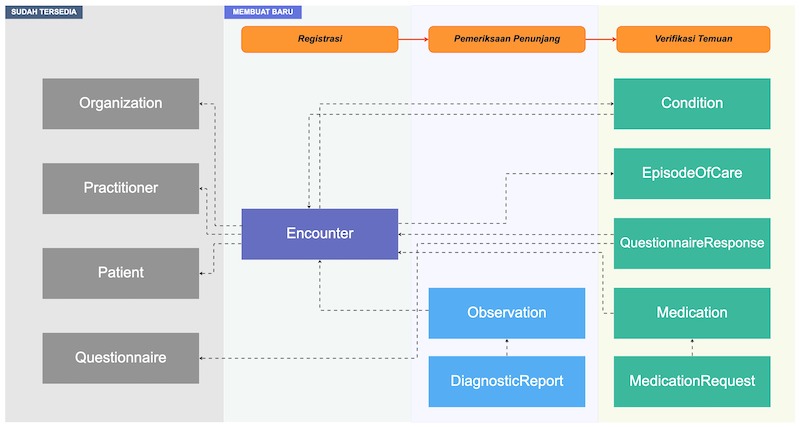 SUDAH TERSEDIA
MEMBUAT BARU
Registrasi
Pemeriksaan Penunjang
Verifikasi Temuan
Organization
Condition
Practitioner
EpisodeOfCare
Encounter
QuestionnaireResponse
Patient
Observation
Medication
Questionnaire
DiagnosticReport
MedicationRequest